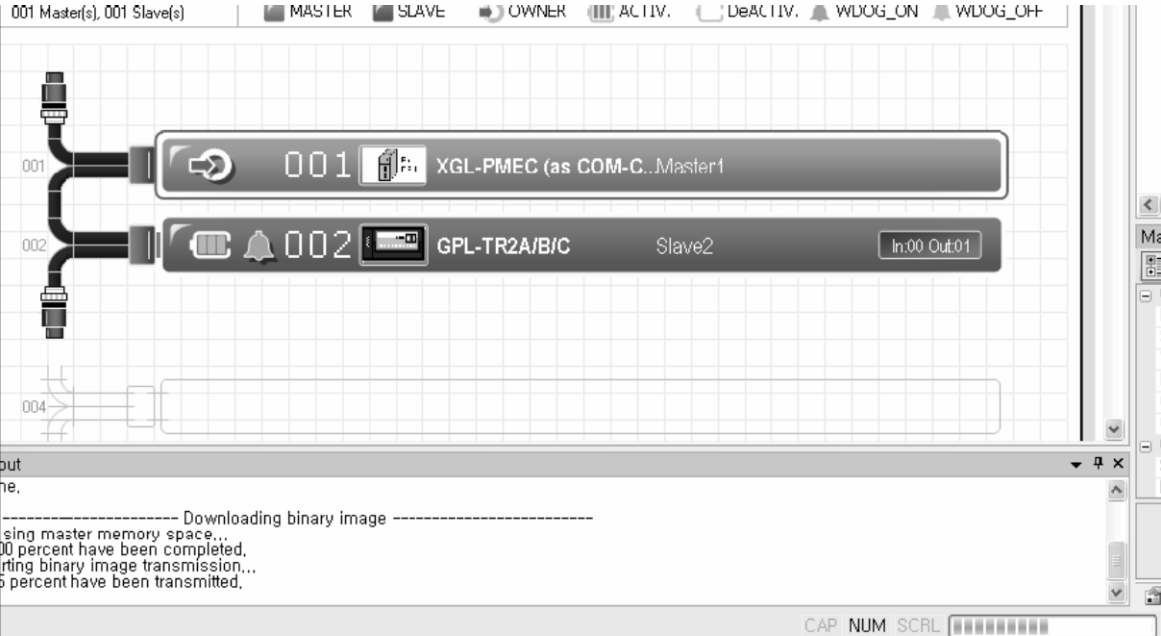 001 Master(s), 001 Slave(s) MASTER SLAVE OWNER ACTIV. DeACTIV. WDOG_ON WDOG_OFF
001 001 XGL-PMEC (as COM-C...Master1
002 002 GPL-TR2A/B/C Slave2 In:00 Out:01
Ma
004
out
ne,
----------------------- Downloading binary image --------------------------
sing master memory space,,,
00 percent have been completed,
rting binary image transmission,,,
5 percent have been transmitted,
CAP NUM SCRL